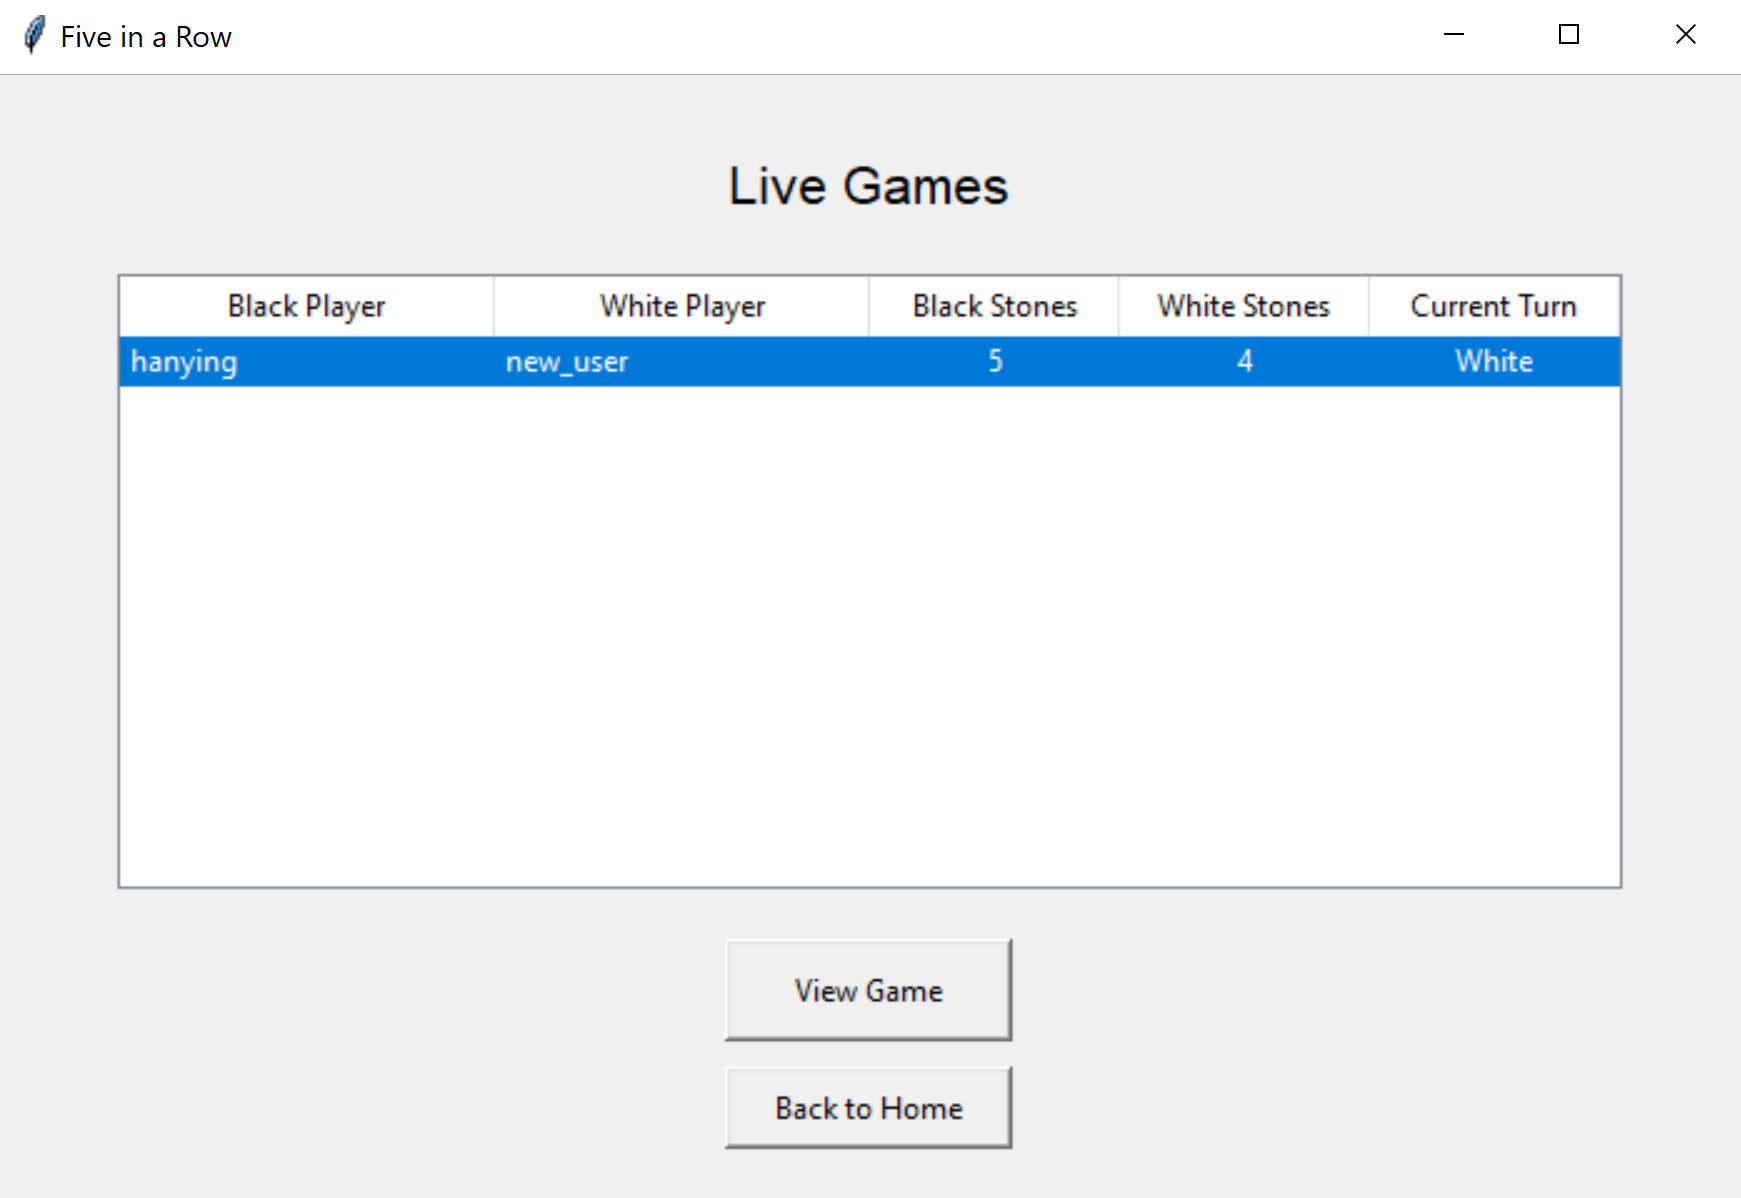 Five in a Row
Live Games
Black Player White Player Black Stones White Stones Current Turn
hanying new_user 5 4 White
View Game
Back to Home